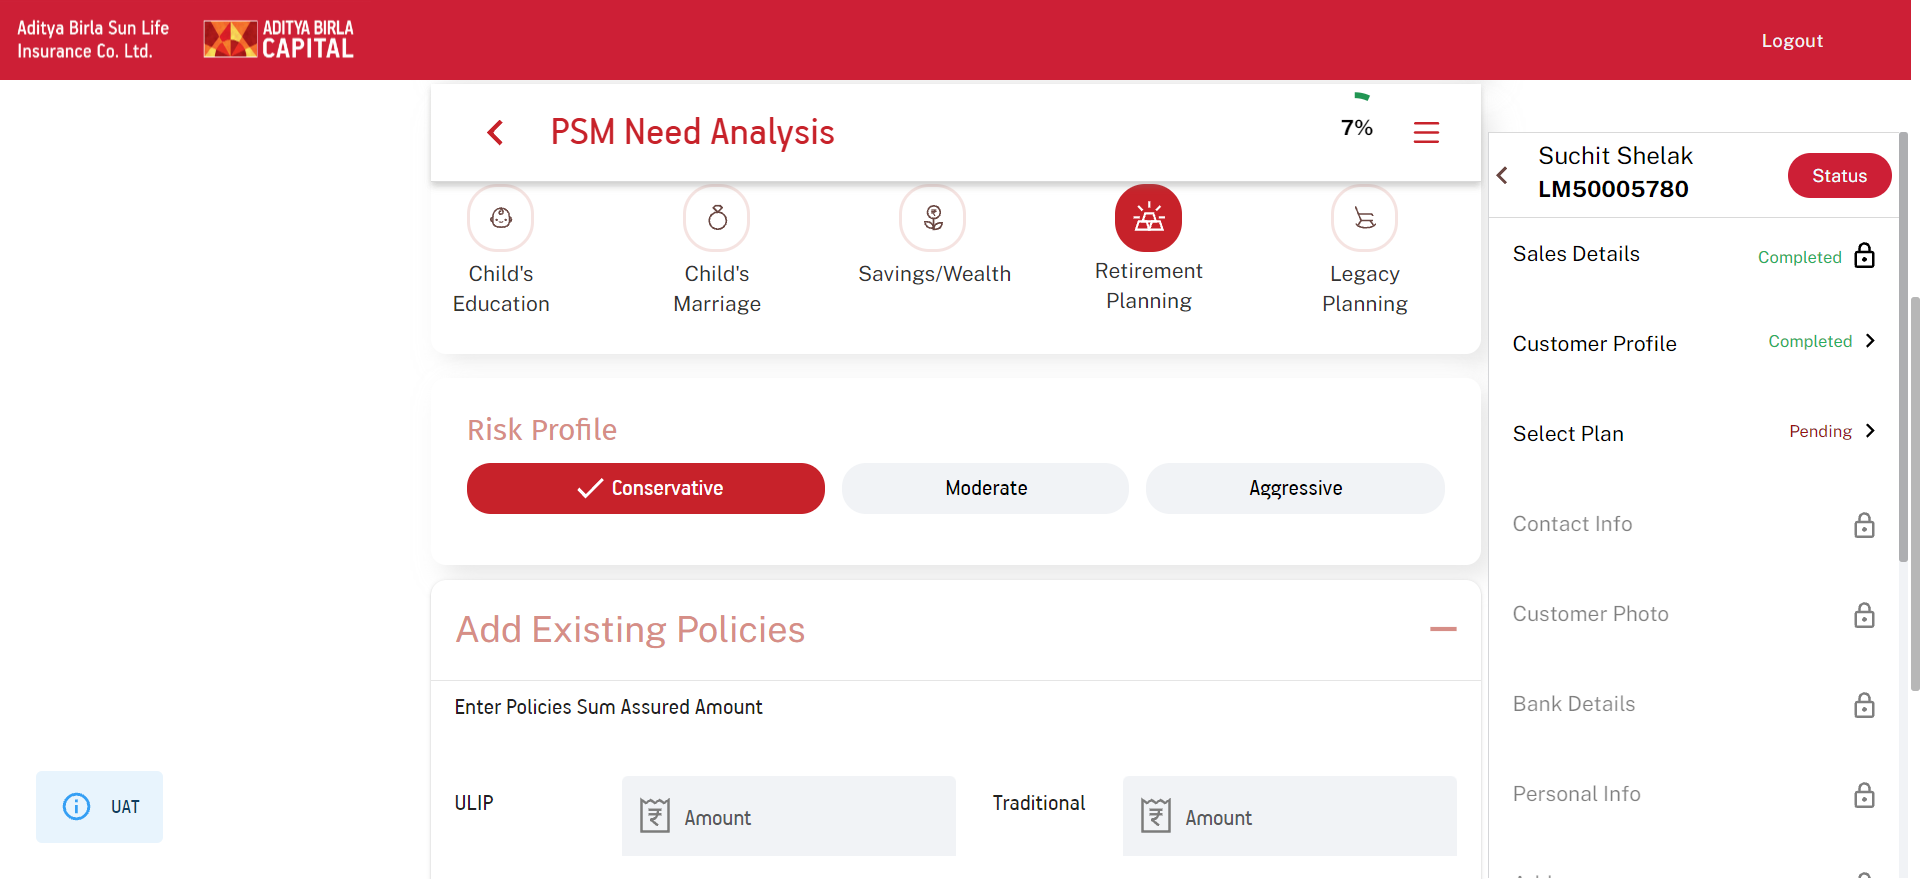 Aditya Birla Sun Life
Insurance Co. Ltd.
ADITYA BIRLA
CAPITAL
Logout
PSM Need Analysis
7%
Child's
Education
Child's
Marriage
Savings/Wealth
Retirement
Planning
Legacy
Planning
Risk Profile
Conservative
Moderate
Aggressive
Add Existing Policies
Enter Policies Sum Assured Amount
ULIP
Amount
Traditional
Amount
UAT
Suchit Shelak
LM50005780
Status
Sales Details
Completed
Customer Profile
Completed
Select Plan
Pending
Contact Info
Customer Photo
Bank Details
Personal Info